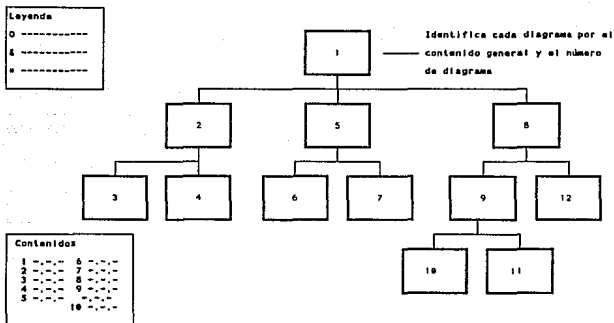 Leyenda
O -----------
& -----------
* -----------
Identifica cada diagrama por el
contenido general y el número
de diagrama
1
2
5
8
3
4
6
7
9
12
10
11
Contenidos
1 -.-.- 6 -.-.-
2 -.-.- 7 -.-.-
3 -.-.- 8 -.-.-
4 -.-.- 9 -.-.-
5 -.-.- -.-.-
10 -.-.-